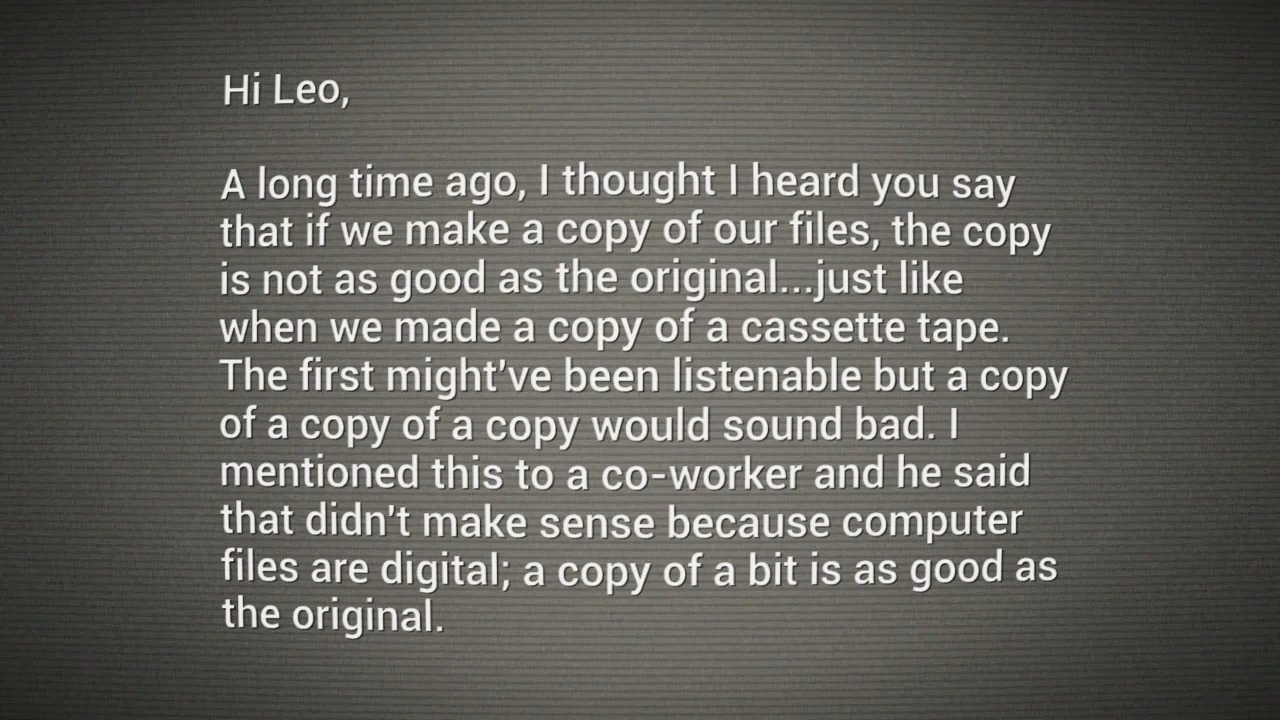 Hi Leo,
A long time ago, I thought I heard you say
that if we make a copy of our files, the copy
is not as good as the original...just like
when we made a copy of a cassette tape.
The first might've been listenable but a copy
of a copy of a copy would sound bad. I
mentioned this to a co-worker and he said
that didn't make sense because computer
files are digital; a copy of a bit is as good as
the original.